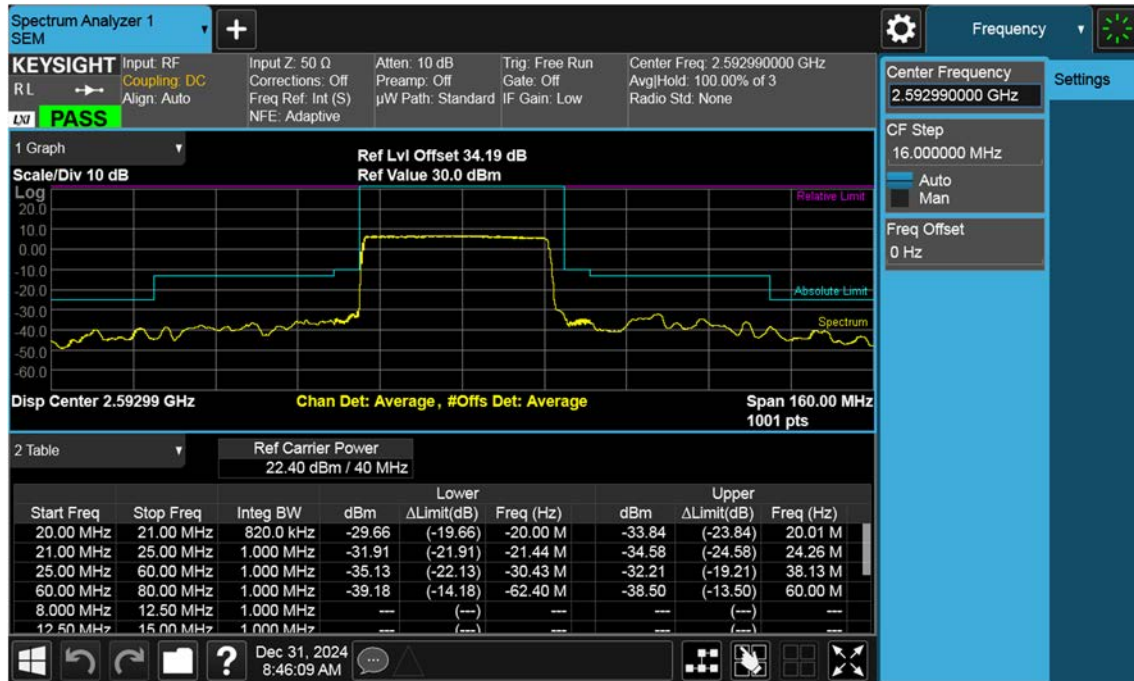 Spectrum Analyzer 1
SEM
Frequency
KEYSIGHT
R L
LXI
PASS
Input: RF
Coupling: DC
Align: Auto
Input Z: 50 Ω
Corrections: Off
Freq Ref: Int (S)
NFE: Adaptive
Atten: 10 dB
Preamp: Off
µW Path: Standard
Trig: Free Run
Gate: Off
IF Gain: Low
Center Freq: 2.592990000 GHz
Avg|Hold: 100.00% of 3
Radio Std: None
Center Frequency
2.592990000 GHz
Settings
CF Step
16.000000 MHz
Auto
Man
Freq Offset
0 Hz
1 Graph
Scale/Div 10 dB
Ref Lvl Offset 34.19 dB
Ref Value 30.0 dBm
Log
20.0
10.0
0.00
-10.0
-20.0
-30.0
-40.0
-50.0
-60.0
Relative Limit
Absolute Limit
Spectrum
Disp Center 2.59299 GHz
Chan Det: Average, #Offs Det: Average
Span 160.00 MHz
1001 pts
2 Table
Ref Carrier Power
22.40 dBm / 40 MHz
Lower Upper
Start Freq Stop Freq Integ BW dBm ΔLimit(dB) Freq (Hz) dBm ΔLimit(dB) Freq (Hz)
20.00 MHz 21.00 MHz 820.0 kHz -29.66 (-19.66) -20.00 M -33.84 (-23.84) 20.01 M
21.00 MHz 25.00 MHz 1.000 MHz -31.91 (-21.91) -21.44 M -34.58 (-24.58) 24.26 M
25.00 MHz 60.00 MHz 1.000 MHz -35.13 (-22.13) -30.43 M -32.21 (-19.21) 38.13 M
60.00 MHz 80.00 MHz 1.000 MHz -39.18 (-14.18) -62.40 M -38.50 (-13.50) 60.00 M
8.000 MHz 12.50 MHz 1.000 MHz --- (---) --- --- (---) ---
12.50 MHz 15.00 MHz 1.000 MHz --- (---) --- --- (---) ---
?
Dec 31, 2024
8:46:09 AM